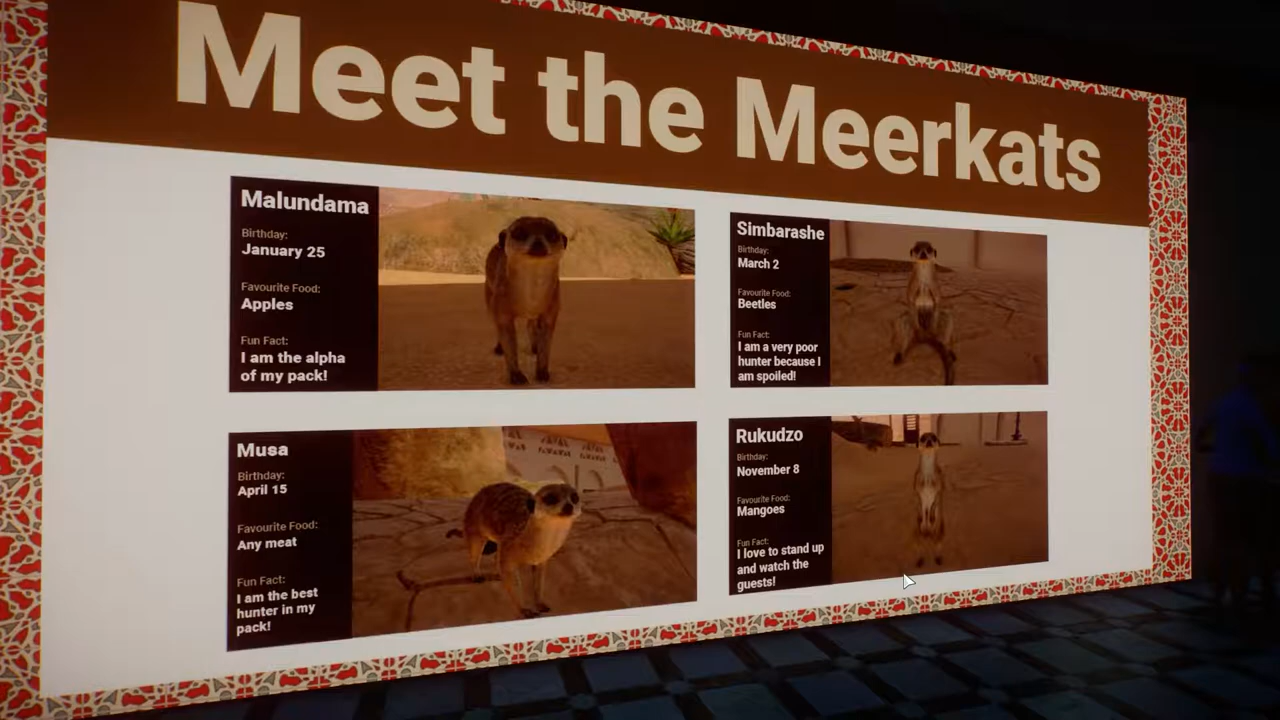 Meet the Meerkats
Malundama
Birthday:
January 25
Favourite Food:
Apples
Fun Fact:
I am the alpha
of my pack!
Simbarashe
Birthday:
March 2
Favourite Food:
Beetles
Fun Fact:
I am a very poor
hunter because I
am spoiled!
Musa
Birthday:
April 15
Favourite Food:
Any meat
Fun Fact:
I am the best
hunter in my
pack!
Rukudzo
Birthday:
November 8
Favourite Food:
Mangoes
Fun Fact:
I love to stand up
and watch the
guests!